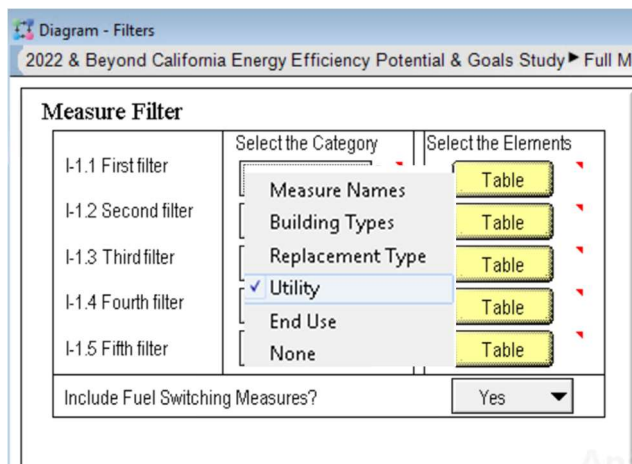 Diagram - Filters
2022 & Beyond California Energy Efficiency Potential & Goals Study ▶ Full M
Measure Filter
Select the Category
Select the Elements
I-1.1 First filter
Table
I-1.2 Second filter
Table
I-1.3 Third filter
Table
I-1.4 Fourth filter
Table
I-1.5 Fifth filter
Table
Measure Names
Building Types
Replacement Type
✓ Utility
End Use
None
Include Fuel Switching Measures?
Yes